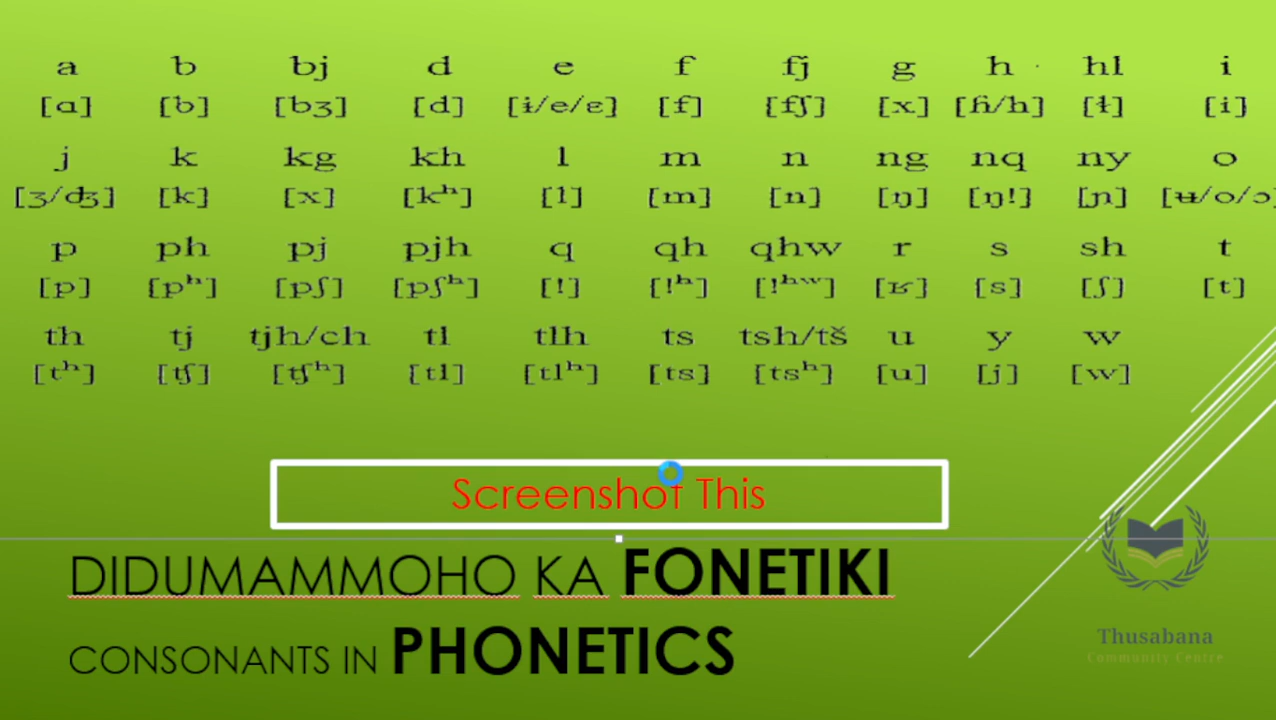 a b bj d e f fj g h hl i
[ɑ] [b] [bʒ] [d] [ɨ/e/ɛ] [f] [fʃ] [x] [ɦ/h] [ɬ] [i]
j k kg kh l m n ng nq ny o
[ʒ/ʤ] [k] [x] [kʰ] [l] [m] [n] [ŋ] [ŋ!] [ɲ] [ʉ/o/ɔ]
p ph pj pjh q qh qhw r s sh t
[p] [pʰ] [pʃ] [pʃʰ] [!] [!ʰ] [!ʰʷ] [ʁ] [s] [ʃ] [t]
th tj tjh/ch tl tlh ts tsh/tš u y w
[tʰ] [ʧ] [ʧʰ] [tl] [tlʰ] [ts] [tsʰ] [u] [j] [w]
Screenshot This
DIDUMAMMOHO KA FONETIKI
CONSONANTS IN PHONETICS
Thusabana
Community Centre